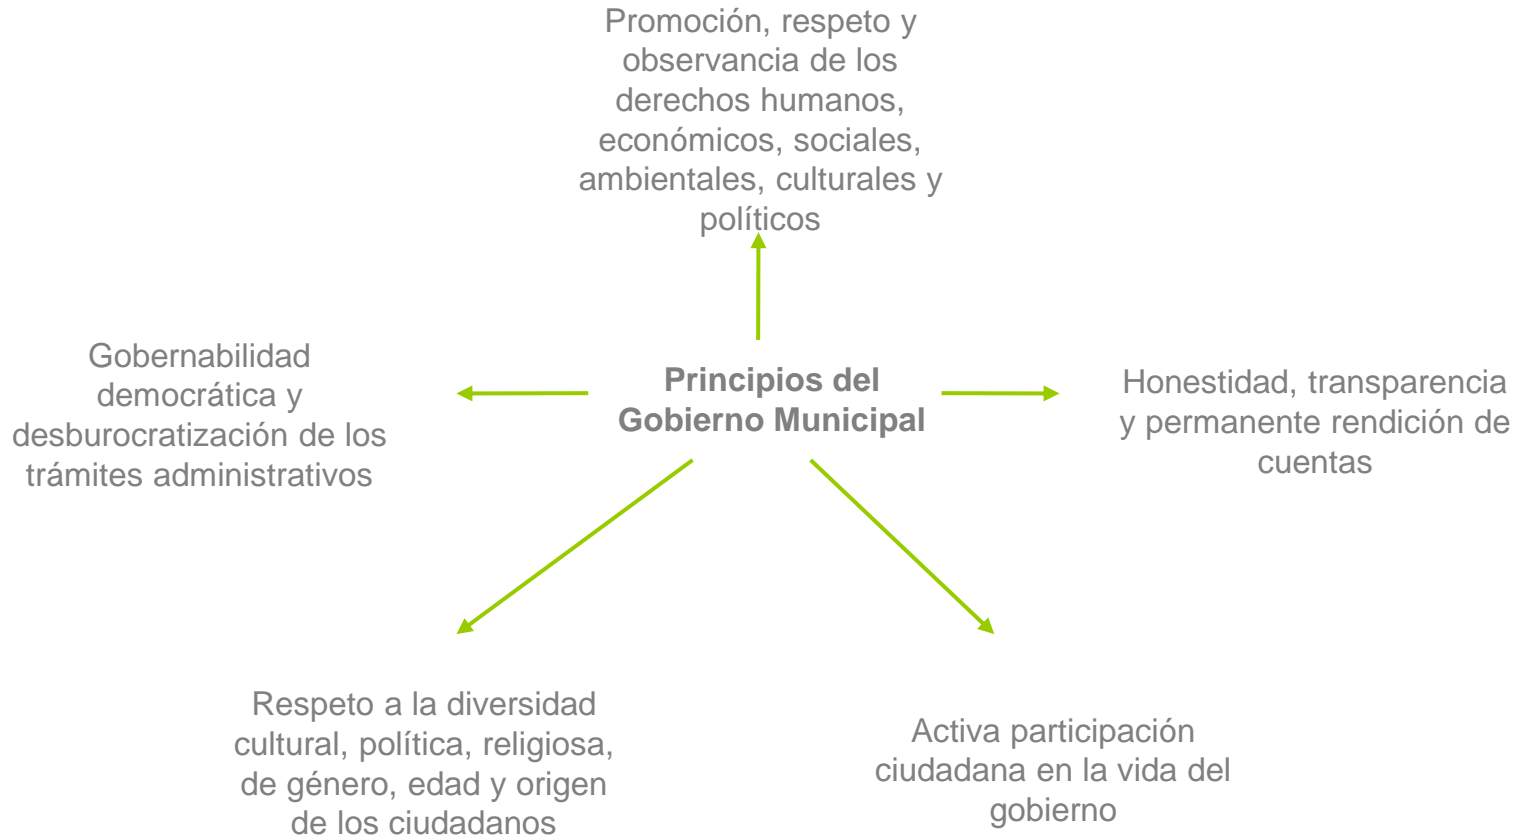 Promoción, respeto y
observancia de los
derechos humanos,
económicos, sociales,
ambientales, culturales y
políticos
Gobernabilidad
democrática y
desburocratización de los
trámites administrativos
Principios del
Gobierno Municipal
Honestidad, transparencia
y permanente rendición de
cuentas
Respeto a la diversidad
cultural, política, religiosa,
de género, edad y origen
de los ciudadanos
Activa participación
ciudadana en la vida del
gobierno